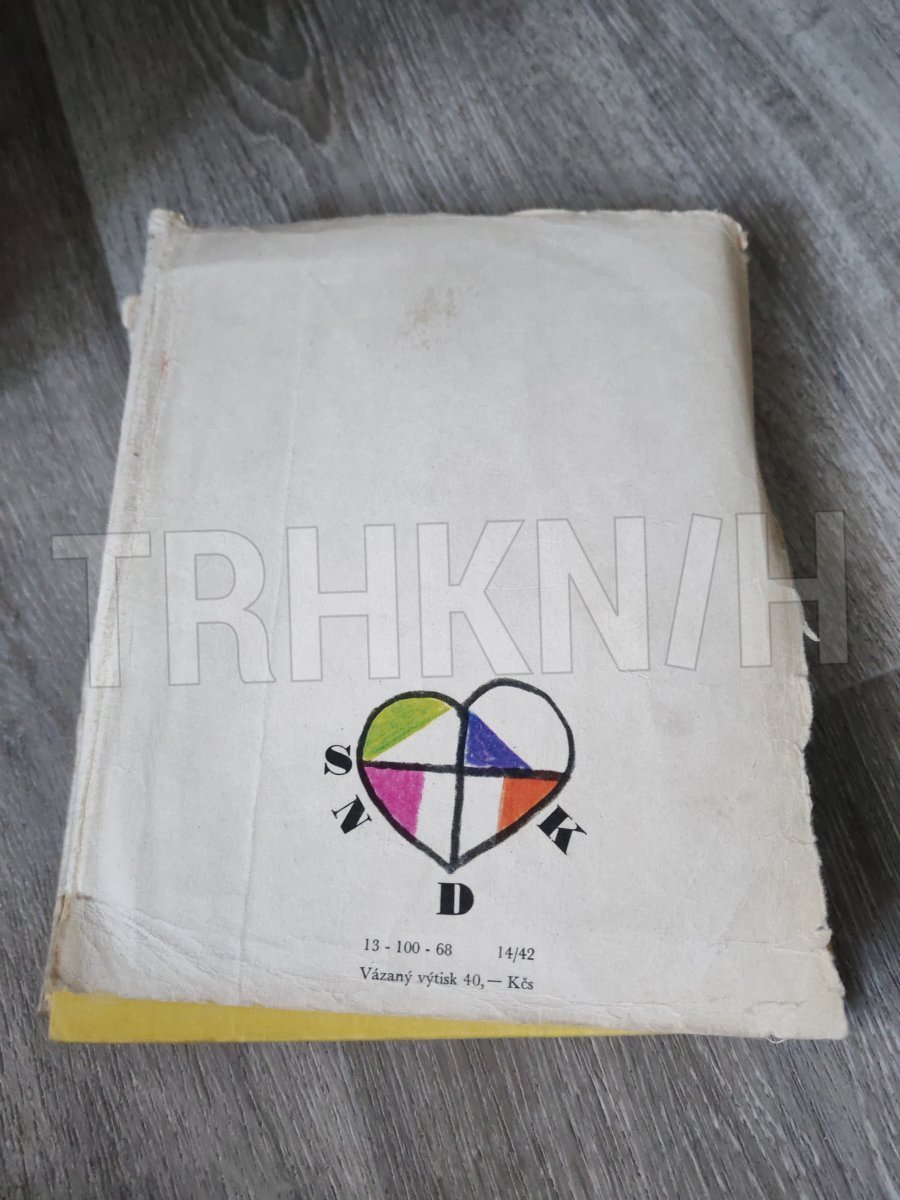 TRHKNIH
S
N
K
D
13 - 100 - 68 14/42
Vázaný výtisk 40,— Kčs